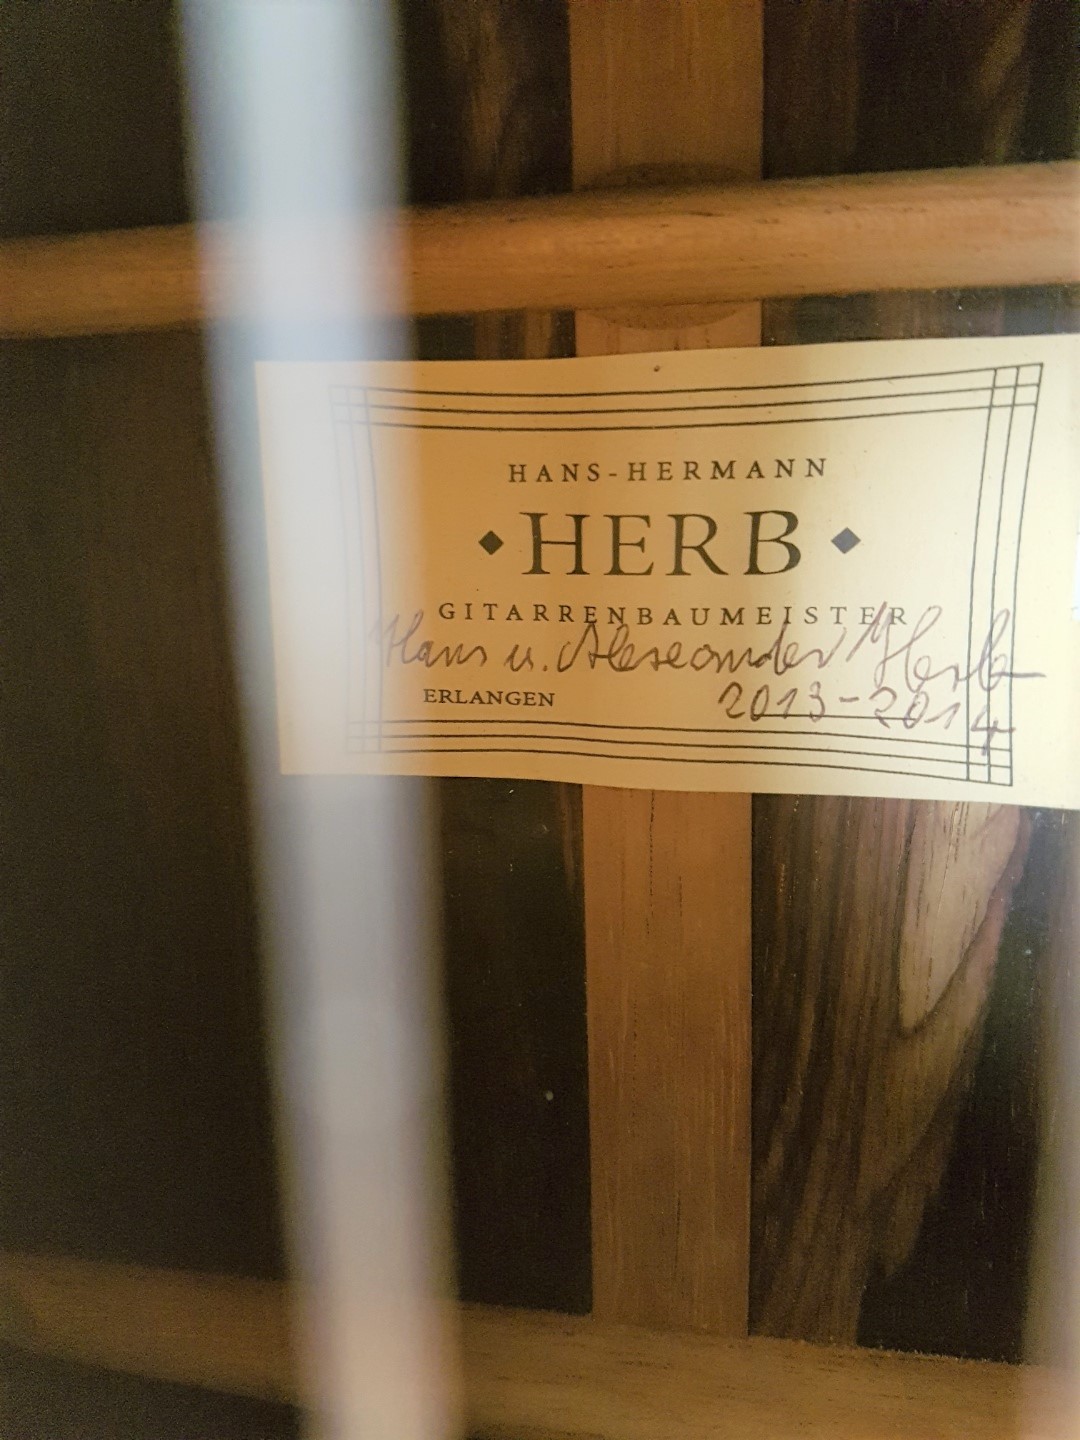 HANS-HERMANN
HERB
GITARRENBAUMEISTER
Hans u. Alexander Herb
ERLANGEN
2013-2014